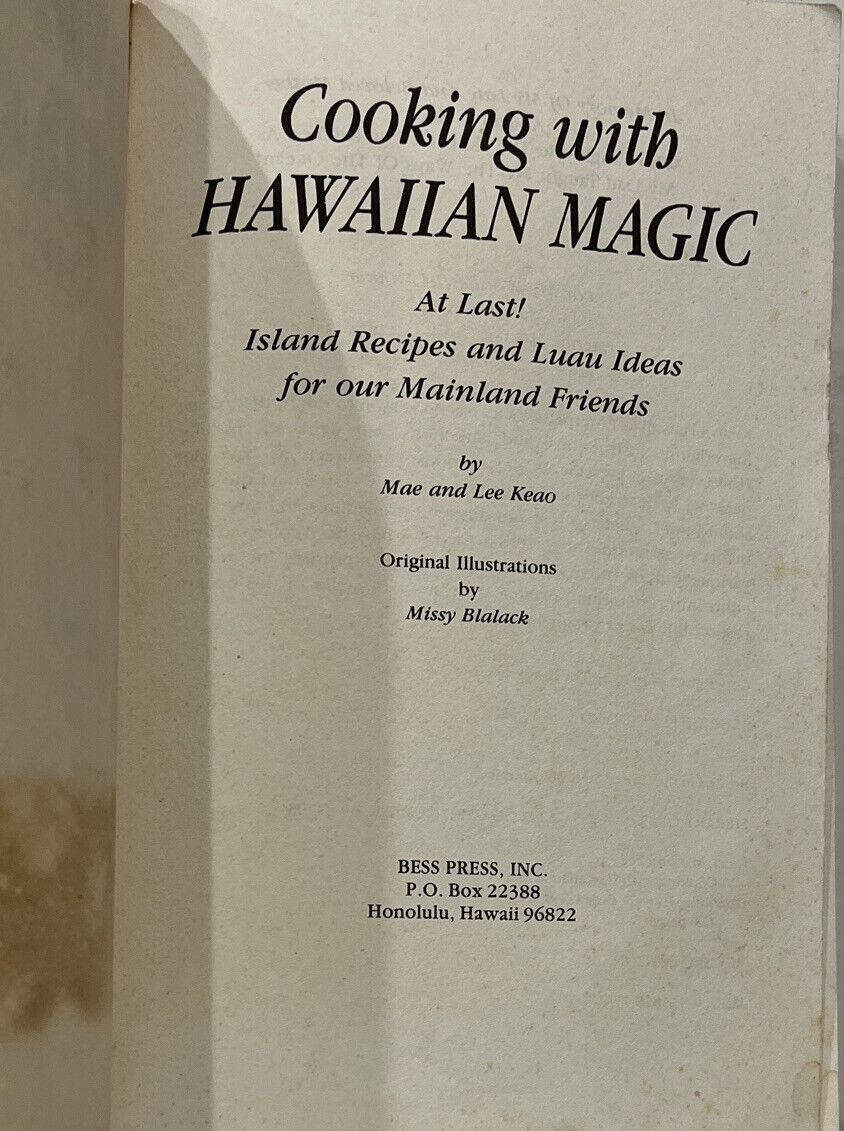 Cooking with
HAWAIIAN MAGIC
At Last!
Island Recipes and Luau Ideas
for our Mainland Friends
by
Mae and Lee Keao
Original Illustrations
by
Missy Blalack
BESS PRESS, INC.
P.O. Box 22388
Honolulu, Hawaii 96822